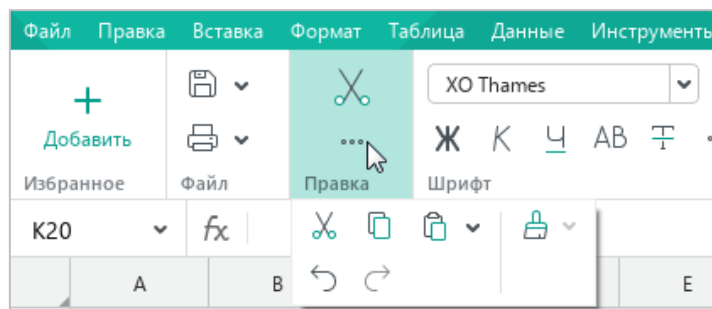 Файл Правка Вставка Формат Таблица Данные Инструменты
XO Thames
Добавить Ж К Ч АВ Т
Избранное Файл Правка Шрифт
K20 fx
A B E